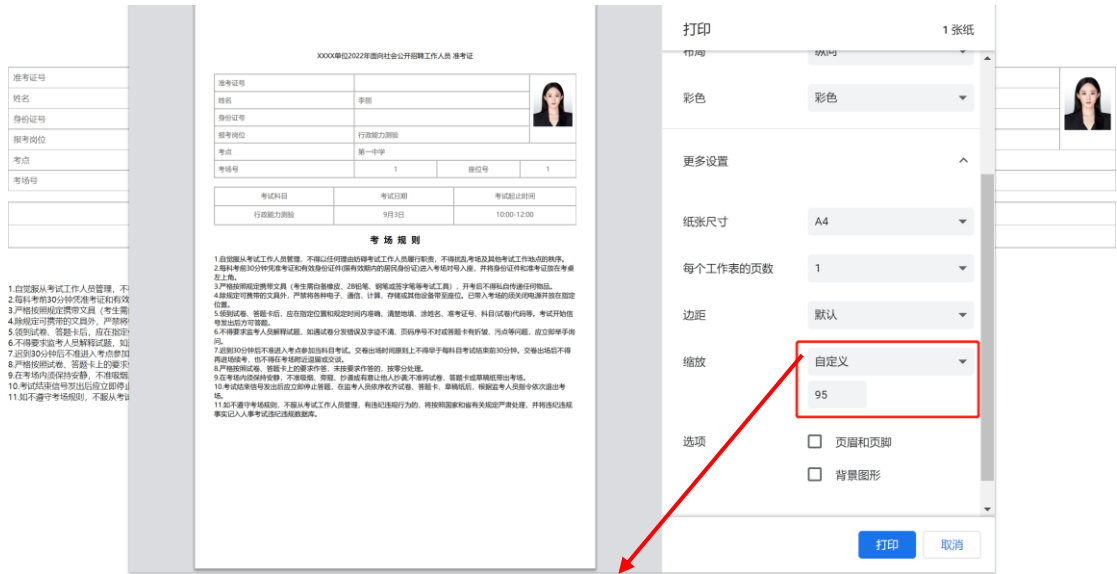 打印
1 张纸
布局
纵向
彩色
彩色
更多设置
纸张尺寸
A4
每个工作表的页数
1
边距
默认
缩放
自定义
95
选项
页眉和页脚
背景图形
打印
取消
XXXX单位2022年面向社会公开招聘工作人员 准考证
准考证号
姓名
李丽
身份证号
报考岗位
行政能力测验
考点
第一中学
考场号
1
座位号
1
考试科目
考试日期
考试起止时间
行政能力测验
9月3日
10:00-12:00
考 场 规 则
1.自觉服从考试工作人员管理，不得以任何理由妨碍考试工作人员履行职责，不得扰乱考场及其他考试工作地点的秩序。
2.每科考前30分钟凭准考证和有效身份证件(限有效期内的居民身份证)进入考场对号入座，并将身份证件和准考证放在考桌
左上角。
3.严格按照规定携带文具（考生需自备橡皮、2B铅笔、钢笔或签字笔等考试工具），开考后不得私自传递任何物品。
4.除规定可携带的文具外，严禁将各种电子、通信、计算、存储或其他设备带至座位。已带入考场的须关闭电源并放在指定
位置。
5.领到试卷、答题卡后，应在指定位置和规定时间内准确、清楚地填、涂姓名、准考证号、科目(试卷)代码等。考试开始信
号发出后方可答题。
6.不得要求监考人员解释试题，如遇试卷分发错误及字迹不清、页码序号不对或答题卡有折皱、污点等问题，应立即举手询
问。
7.迟到30分钟后不准进入考点参加当科目考试。交卷出场时间原则上不得早于每科目考试结束前30分钟。交卷出场后不得
再进场续考，也不得在考场附近逗留或交谈。
8.严格按照试卷、答题卡上的要求作答，未按要求作答的，按零分处理。
9.在考场内须保持安静，不准吸烟、旁窥、抄袭或有意让他人抄袭;不准将试卷、答题卡或草稿纸带出考场。
10.考试结束信号发出后应立即停止答题，在监考人员依序收齐试卷、答题卡、草稿纸后，根据监考人员指令依次退出考
场。
11.如不遵守考场规则，不服从考试工作人员管理，有违纪违规行为的，将按照国家和省有关规定严肃处理，并将违纪违规
事实记入人事考试违纪违规数据库。
准考证号
姓名
身份证号
报考岗位
考点
考场号
1.自觉服从考试工作人员管理，不
2.每科考前30分钟凭准考证和有效
3.严格按照规定携带文具（考生需
4.除规定可携带的文具外，严禁将
5.领到试卷、答题卡后，应在指定
6.不得要求监考人员解释试题，如
7.迟到30分钟后不准进入考点参加
8.严格按照试卷、答题卡上的要求
9.在考场内须保持安静，不准吸烟
10.考试结束信号发出后应立即停止
11.如不遵守考场规则，不服从考试